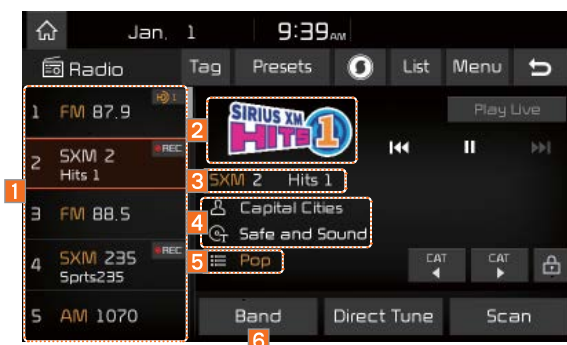 Jan. 1 9:39 AM
Radio Tag Presets List Menu
1 FM 87.9 HD 1
2 SXM 2 REC
Hits 1
3 FM 88.5
4 SXM 235 REC
Sprts235
5 AM 1070
1
2
SIRIUS XM
HITS 1
Play Live
3
SXM 2 Hits 1
4
Capital Cities
Safe and Sound
5
Pop
CAT CAT
Band Direct Tune Scan
6